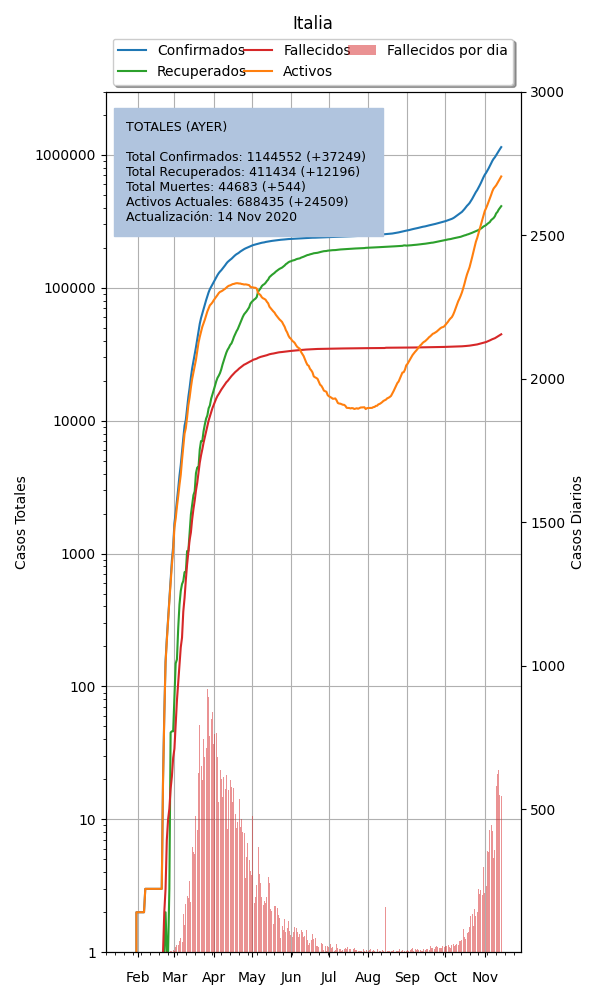 Italia
Confirmados
Recuperados
Fallecidos
Activos
Fallecidos por dia
TOTALES (AYER)
Total Confirmados: 1144552 (+37249)
Total Recuperados: 411434 (+12196)
Total Muertes: 44683 (+544)
Activos Actuales: 688435 (+24509)
Actualización: 14 Nov 2020
Casos Totales
1000000
100000
10000
1000
100
10
1
Casos Diarios
3000
2500
2000
1500
1000
500
Feb Mar Apr May Jun Jul Aug Sep Oct Nov